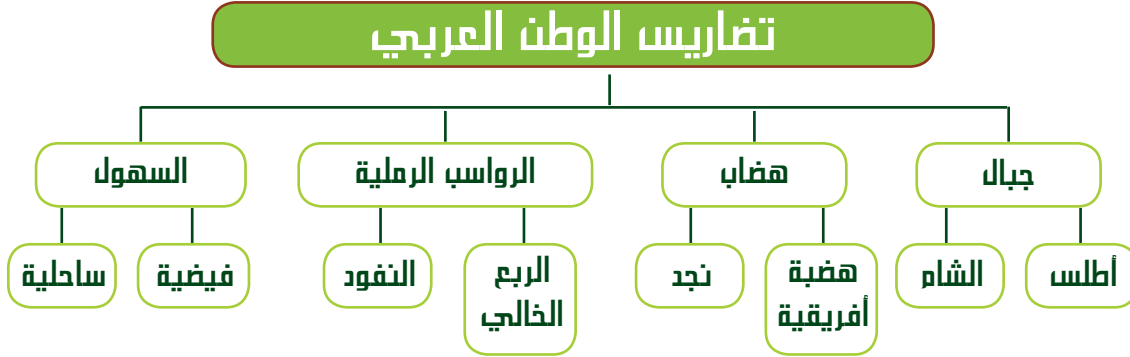 تضاريس الوطن العربي
جبال
هضاب
الرواسب الرملية
السهول
أطلس
الشام
هضبة
أفريقية
نجد
الربع
الخالي
النفود
فيضية
ساحلية